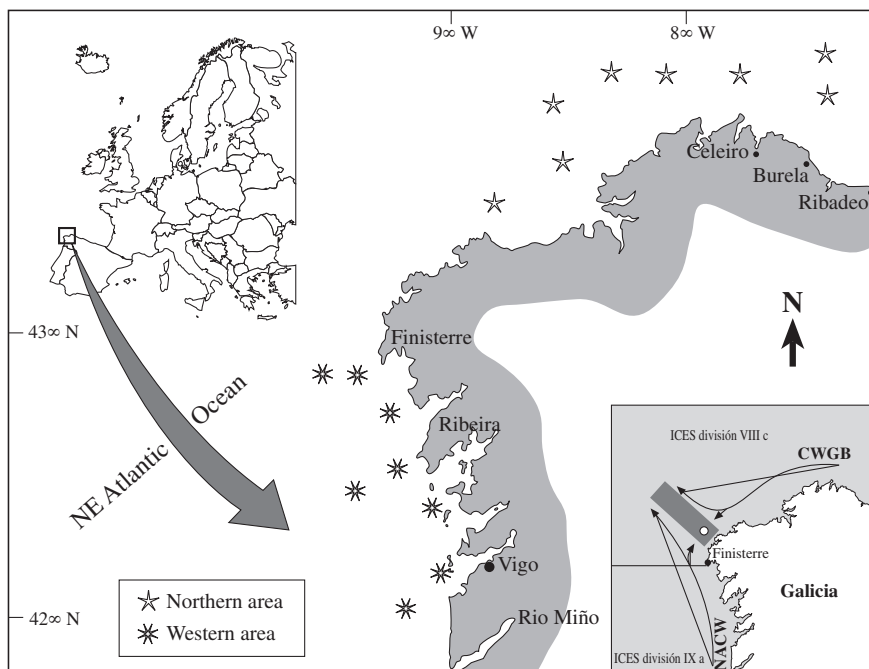 9∞ W
8∞ W
Celeiro
Burela
Ribadeo
43∞ N
Finisterre
N
NE Atlantic Ocean
Ribeira
ICES división VIII c
CWGB
Finisterre
Vigo
Galicia
Northern area
Western area
42∞ N
Rio Miño
ICES división IX a
NACW